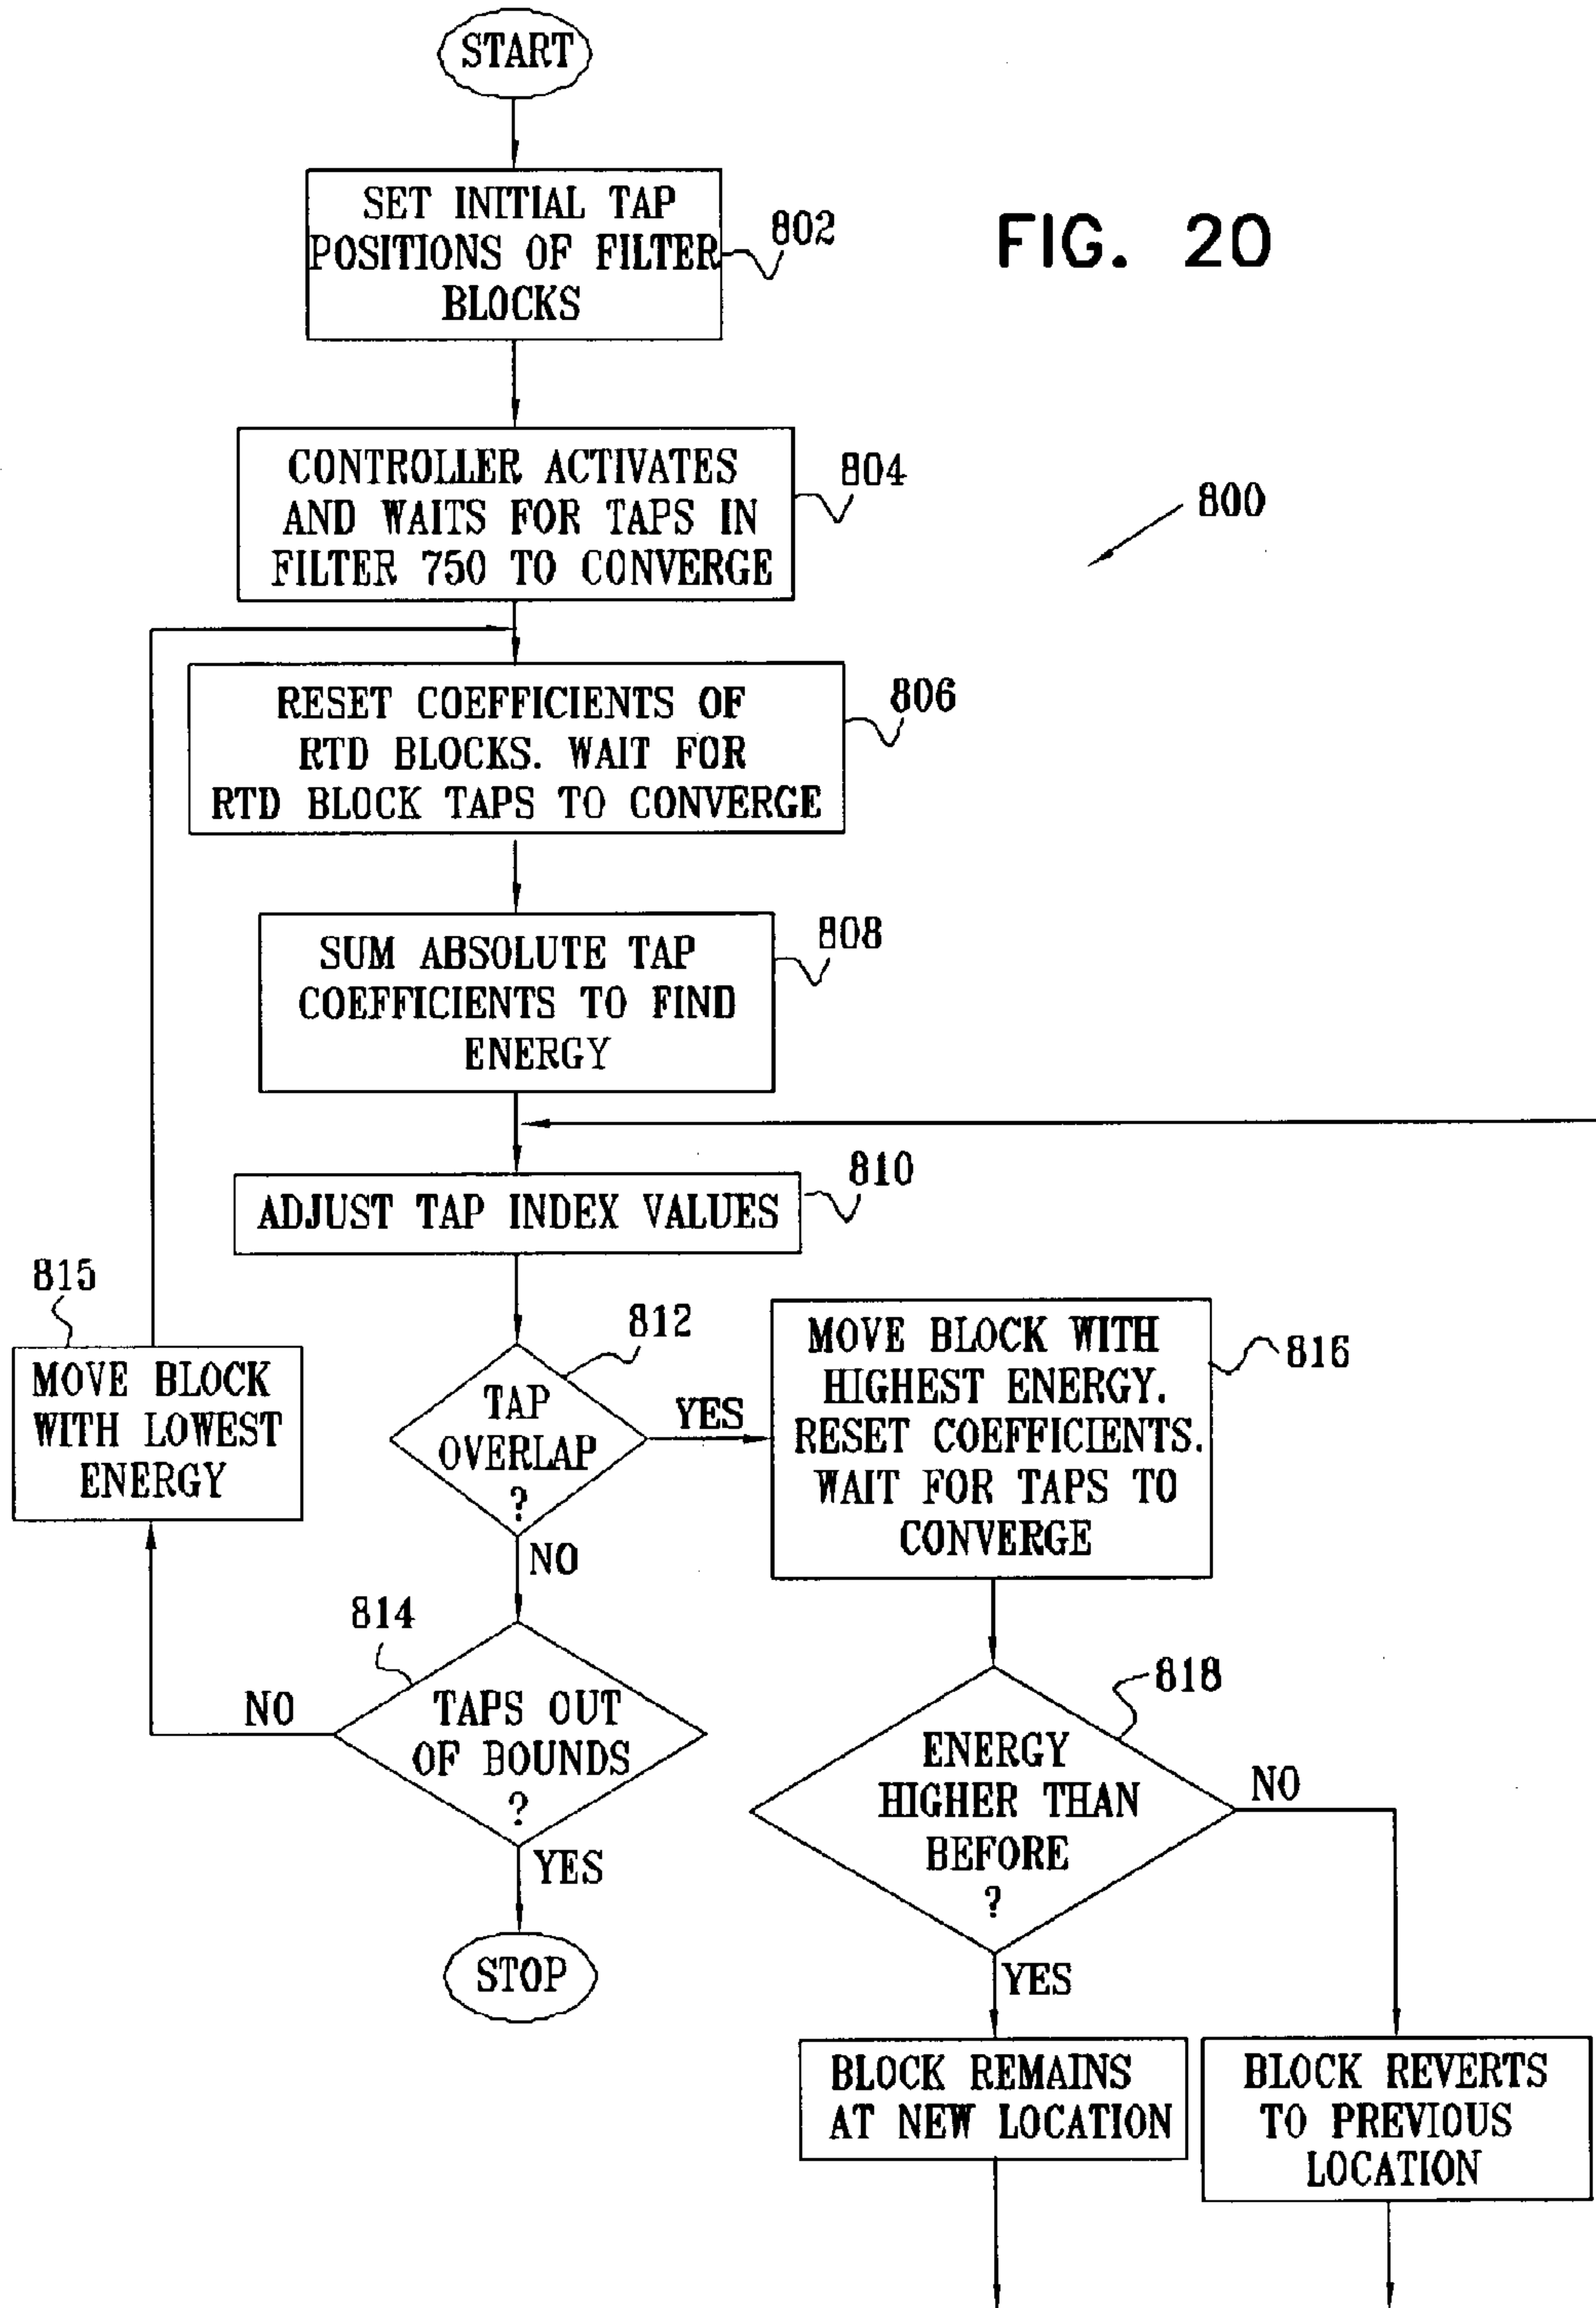 START
SET INITIAL TAP
POSITIONS OF FILTER
BLOCKS
802
FIG. 20
CONTROLLER ACTIVATES
AND WAITS FOR TAPS IN
FILTER 750 TO CONVERGE
804
800
RESET COEFFICIENTS OF
RTD BLOCKS. WAIT FOR
RTD BLOCK TAPS TO CONVERGE
806
SUM ABSOLUTE TAP
COEFFICIENTS TO FIND
ENERGY
808
ADJUST TAP INDEX VALUES
810
815
MOVE BLOCK
WITH LOWEST
ENERGY
812
TAP
OVERLAP
?
YES
NO
MOVE BLOCK WITH
HIGHEST ENERGY.
RESET COEFFICIENTS.
WAIT FOR TAPS TO
CONVERGE
816
814
TAPS OUT
OF BOUNDS
?
NO
YES
STOP
818
ENERGY
HIGHER THAN
BEFORE
?
NO
YES
BLOCK REMAINS
AT NEW LOCATION
BLOCK REVERTS
TO PREVIOUS
LOCATION